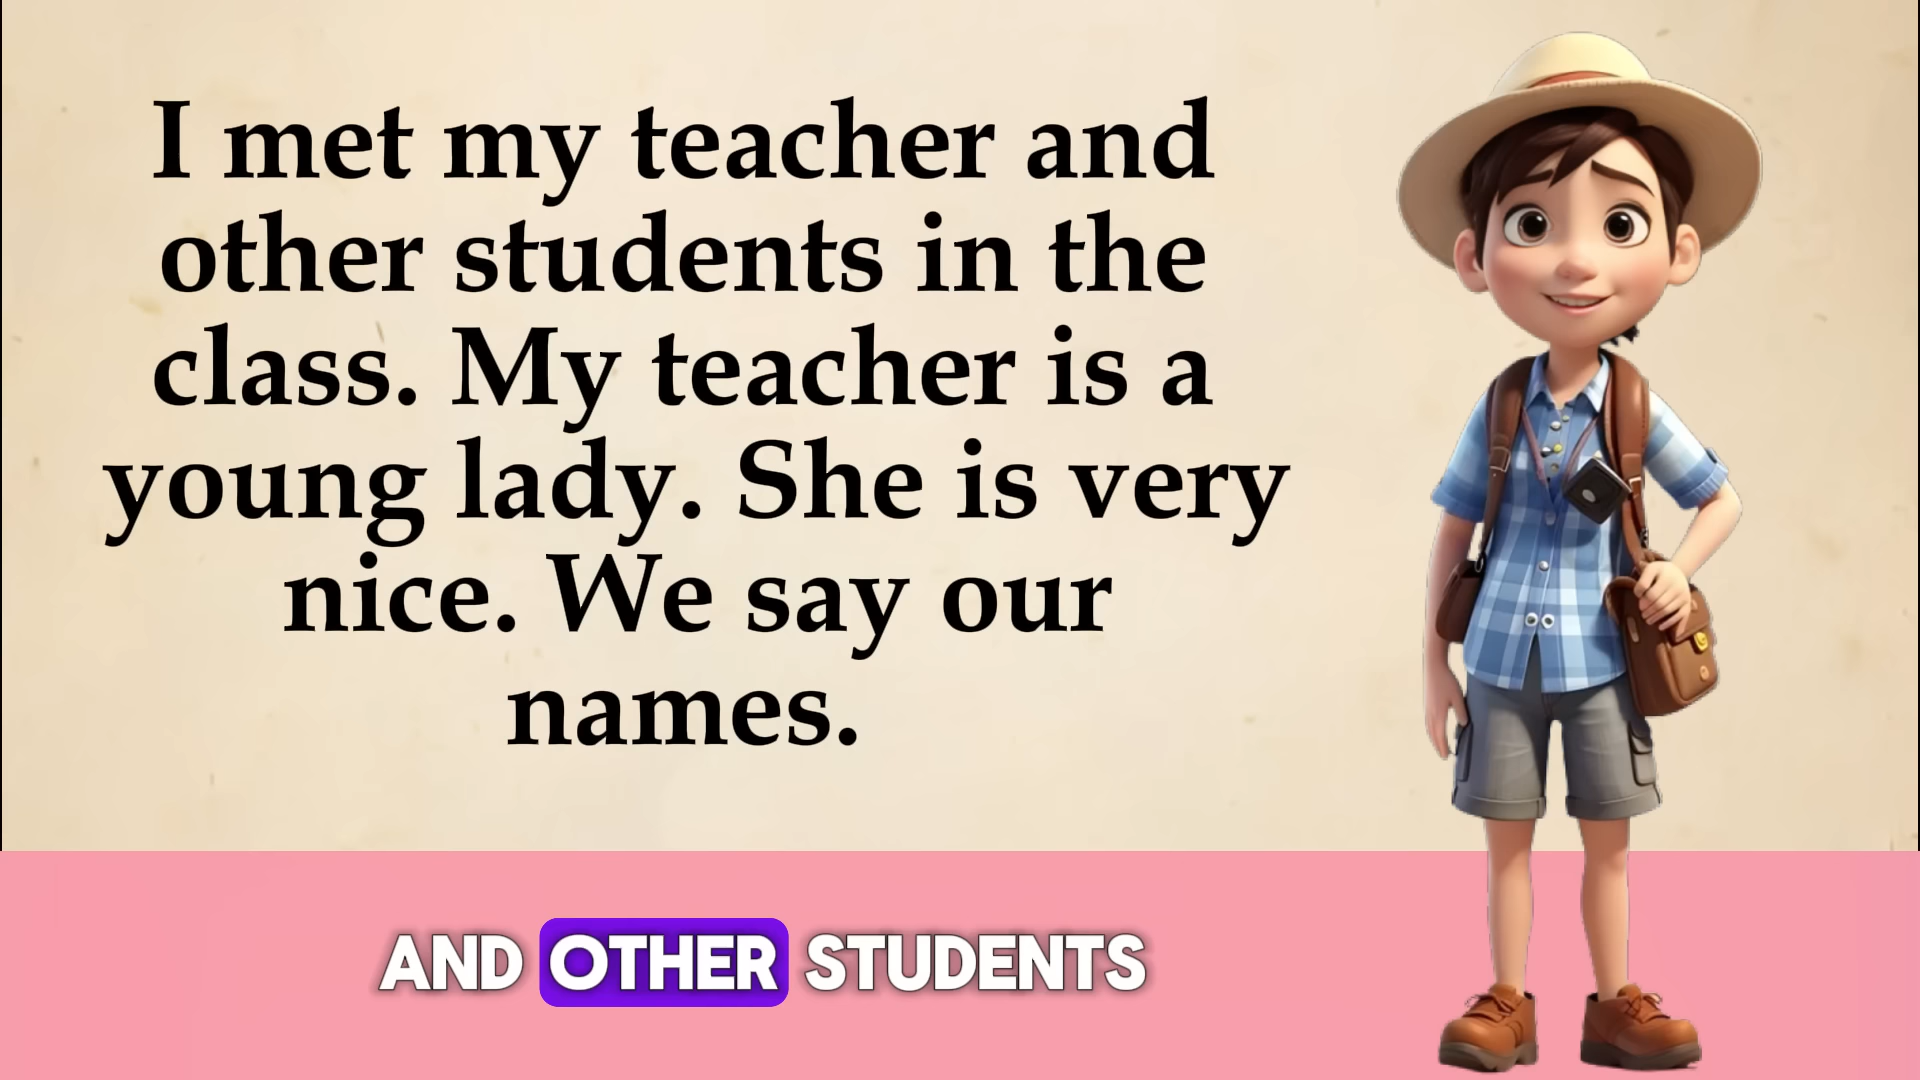 I met my teacher and
other students in the
class. My teacher is a
young lady. She is very
nice. We say our
names.
AND OTHER STUDENTS